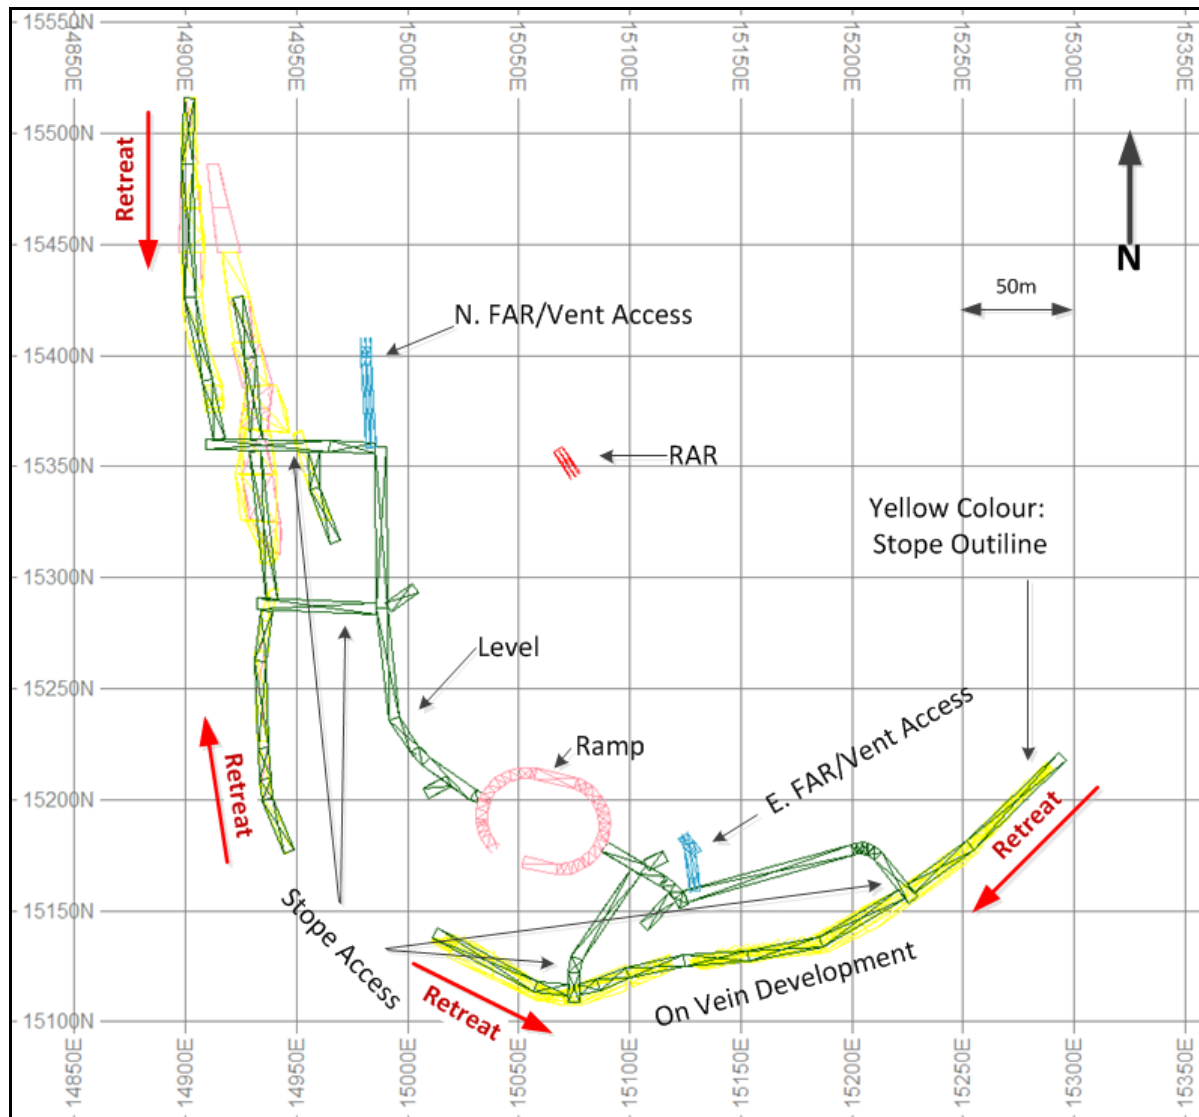 15550N
14850E
14900E
14950E
15000E
15050E
15100E
15150E
15200E
15250E
15300E
15350E
15500N
Retreat
15450N
N
50m
N. FAR/Vent Access
15400N
RAR
15350N
Yellow Colour:
Stope Outiline
15300N
Level
15250N
Ramp
E. FAR/Vent Access
Retreat
15200N
Retreat
15150N
Stope Access
On Vein Development
Retreat
15100N
14850E
14900E
14950E
15000E
15050E
15100E
15150E
15200E
15250E
15300E
15350E